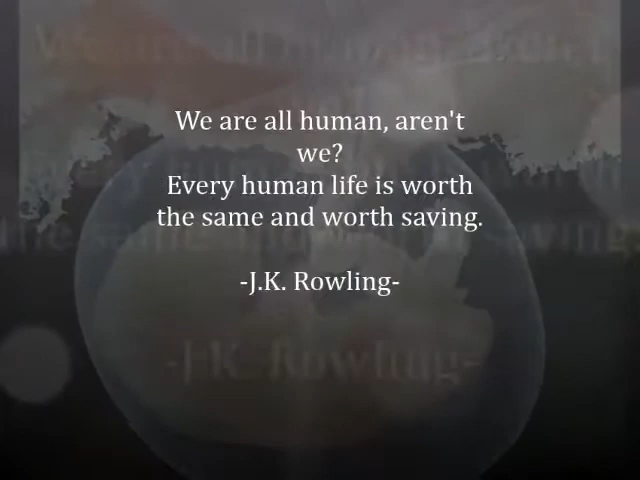 We are all human, aren't
we?
Every human life is worth
the same and worth saving.
-J.K. Rowling-